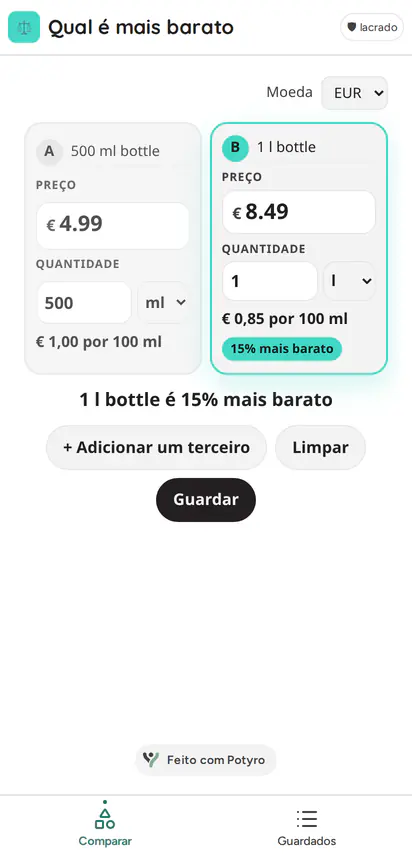 Qual é mais barato
lacrado
Moeda
EUR
A
500 ml bottle
PREÇO
€ 4.99
QUANTIDADE
500
ml
€ 1,00 por 100 ml
B
1 l bottle
PREÇO
€ 8.49
QUANTIDADE
1
l
€ 0,85 por 100 ml
15% mais barato
1 l bottle é 15% mais barato
+ Adicionar um terceiro
Limpar
Guardar
Feito com Potyro
Comparar
Guardados